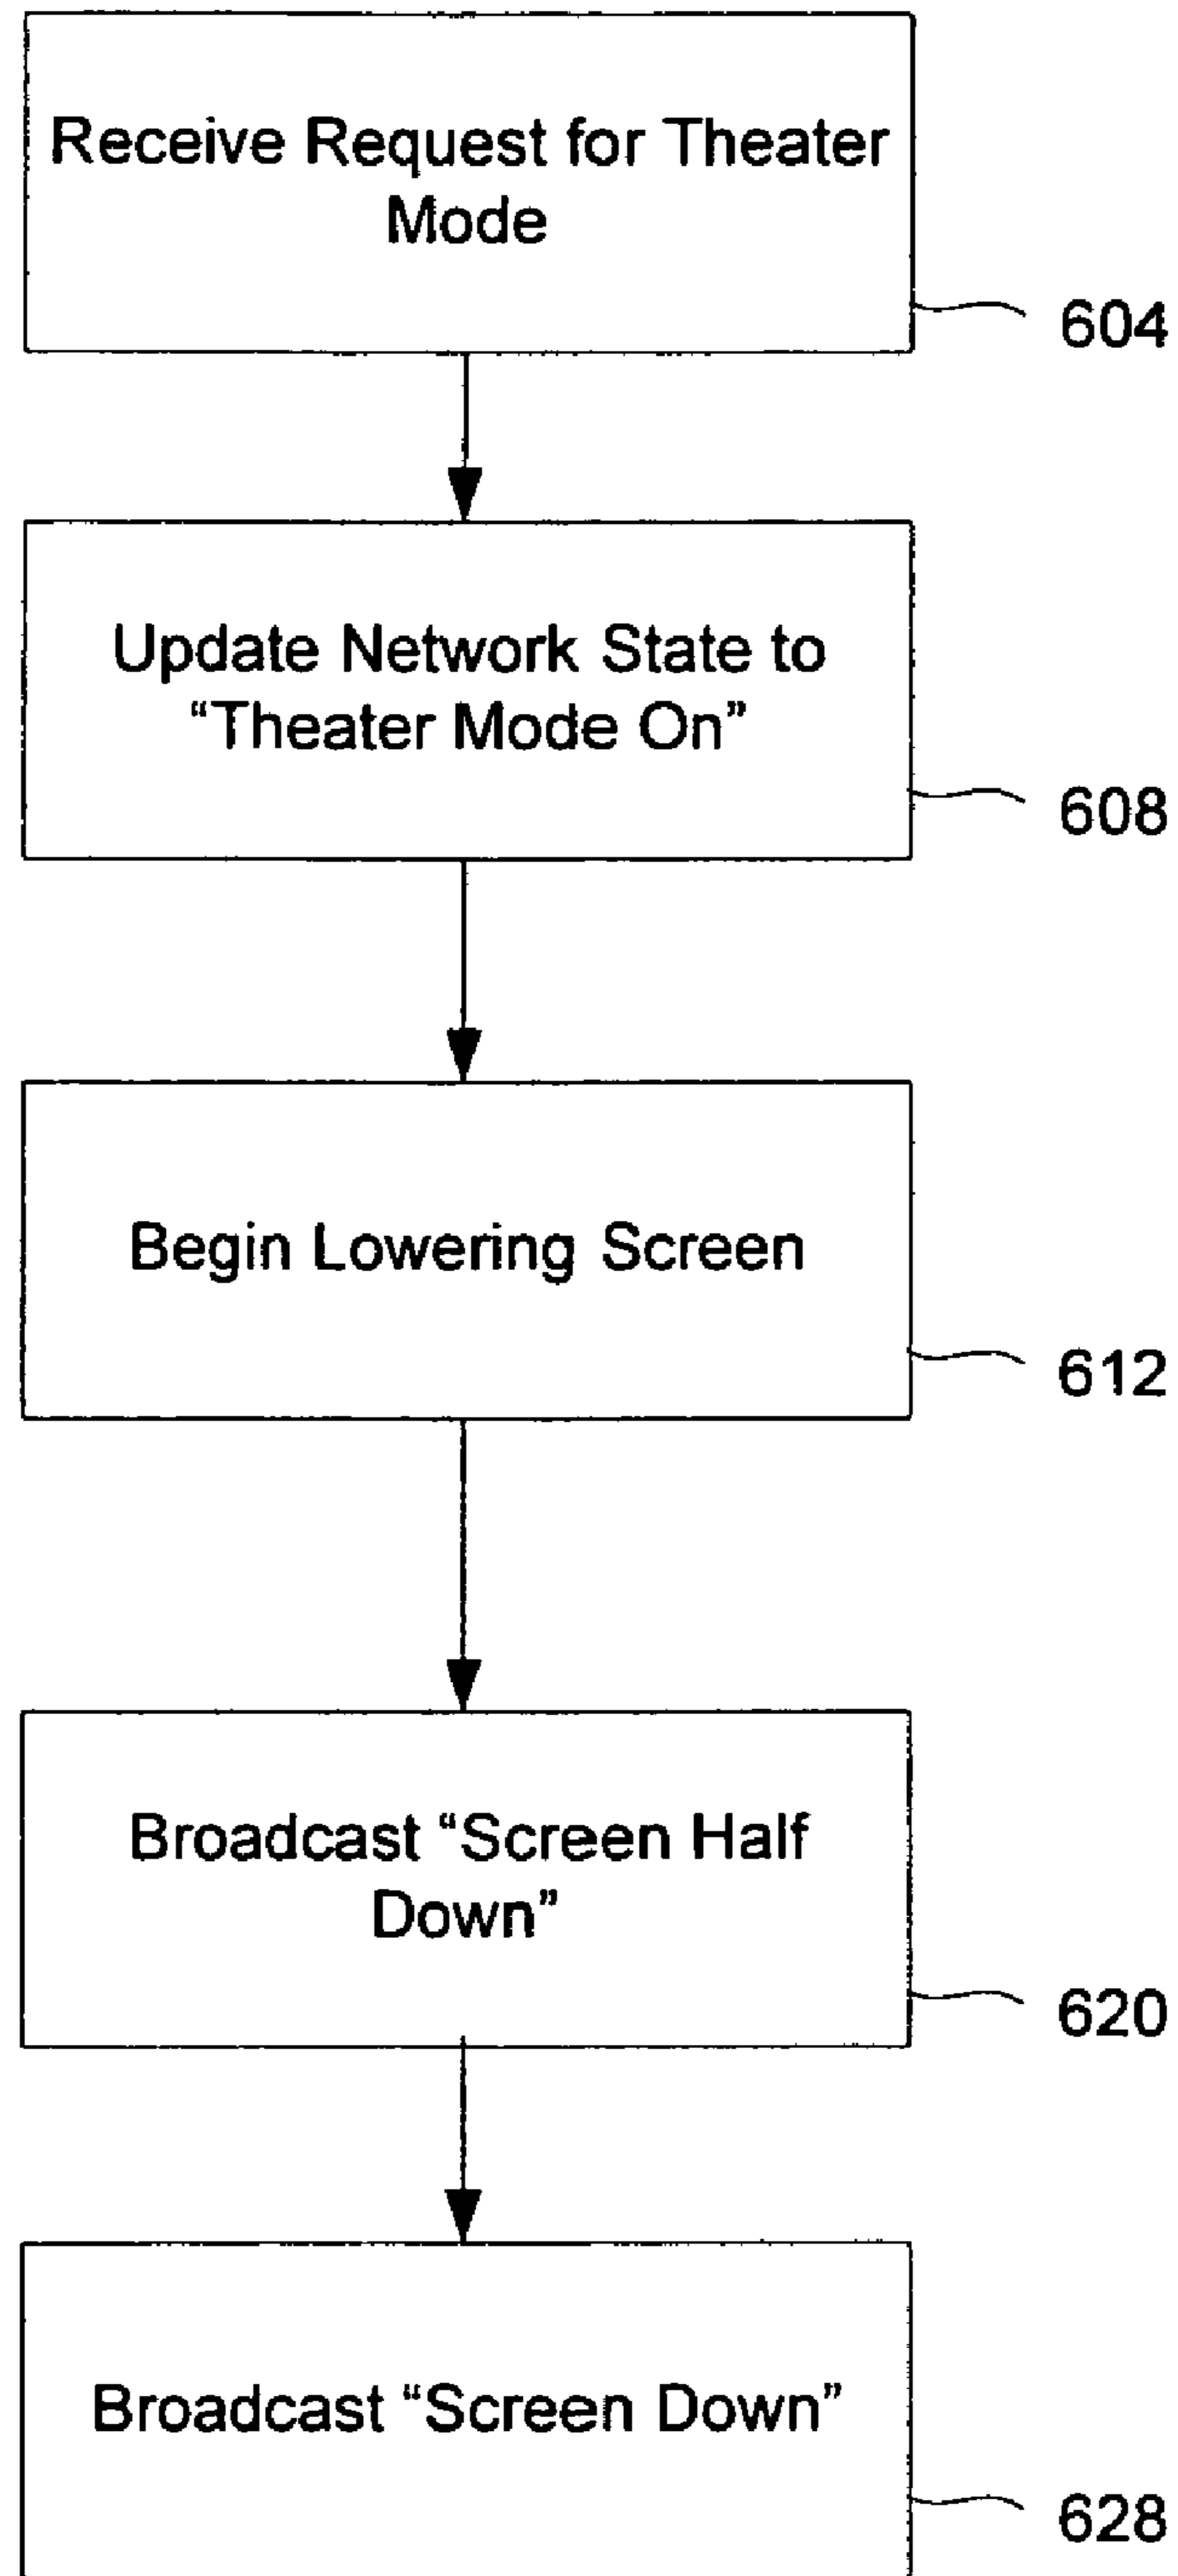 Receive Request for Theater
Mode
604
Update Network State to
“Theater Mode On”
608
Begin Lowering Screen
612
Broadcast “Screen Half
Down”
620
Broadcast “Screen Down”
628